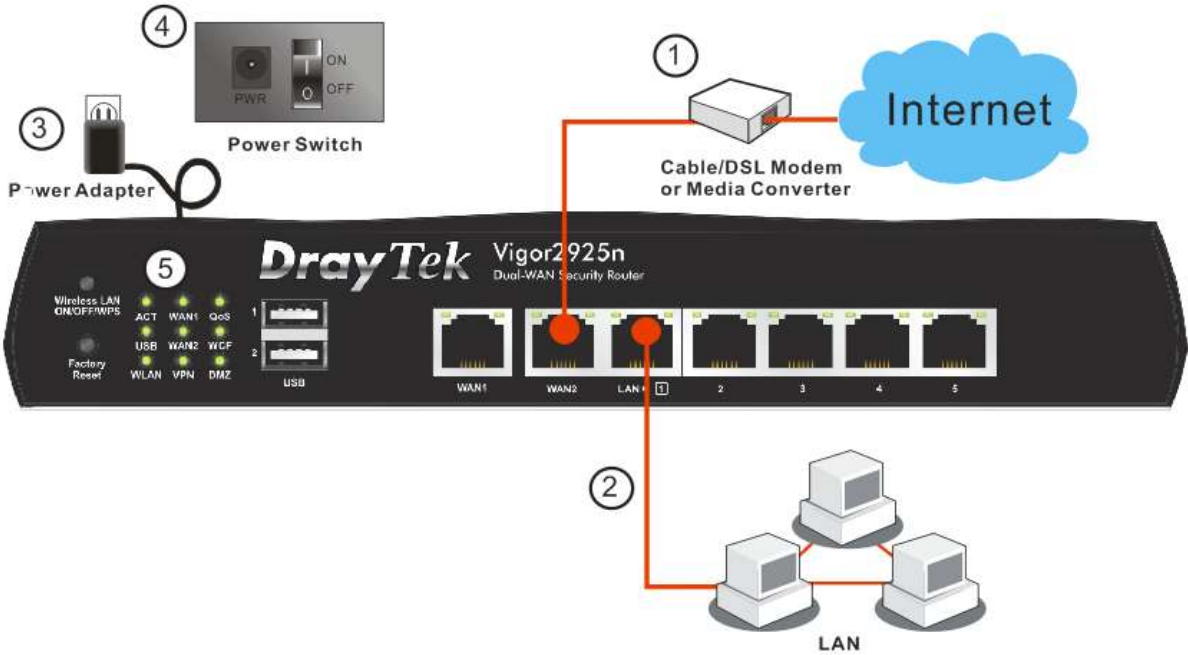 4
ON
PWR
OFF
Power Switch
3
P wer Adapter
1
Internet
Cable/DSL Modem
or Media Converter
5
DrayTek
Vigor2925n
Dual-WAN Security Router
Wireless LAN
ON/OFF/WPS
Factory
Reset
ACT WAN1 QoS
USB WAN2 WCF
WLAN VPN DMZ
1
2
USB
WAN1
WAN2
LAN
1
2
3
4
5
2
LAN